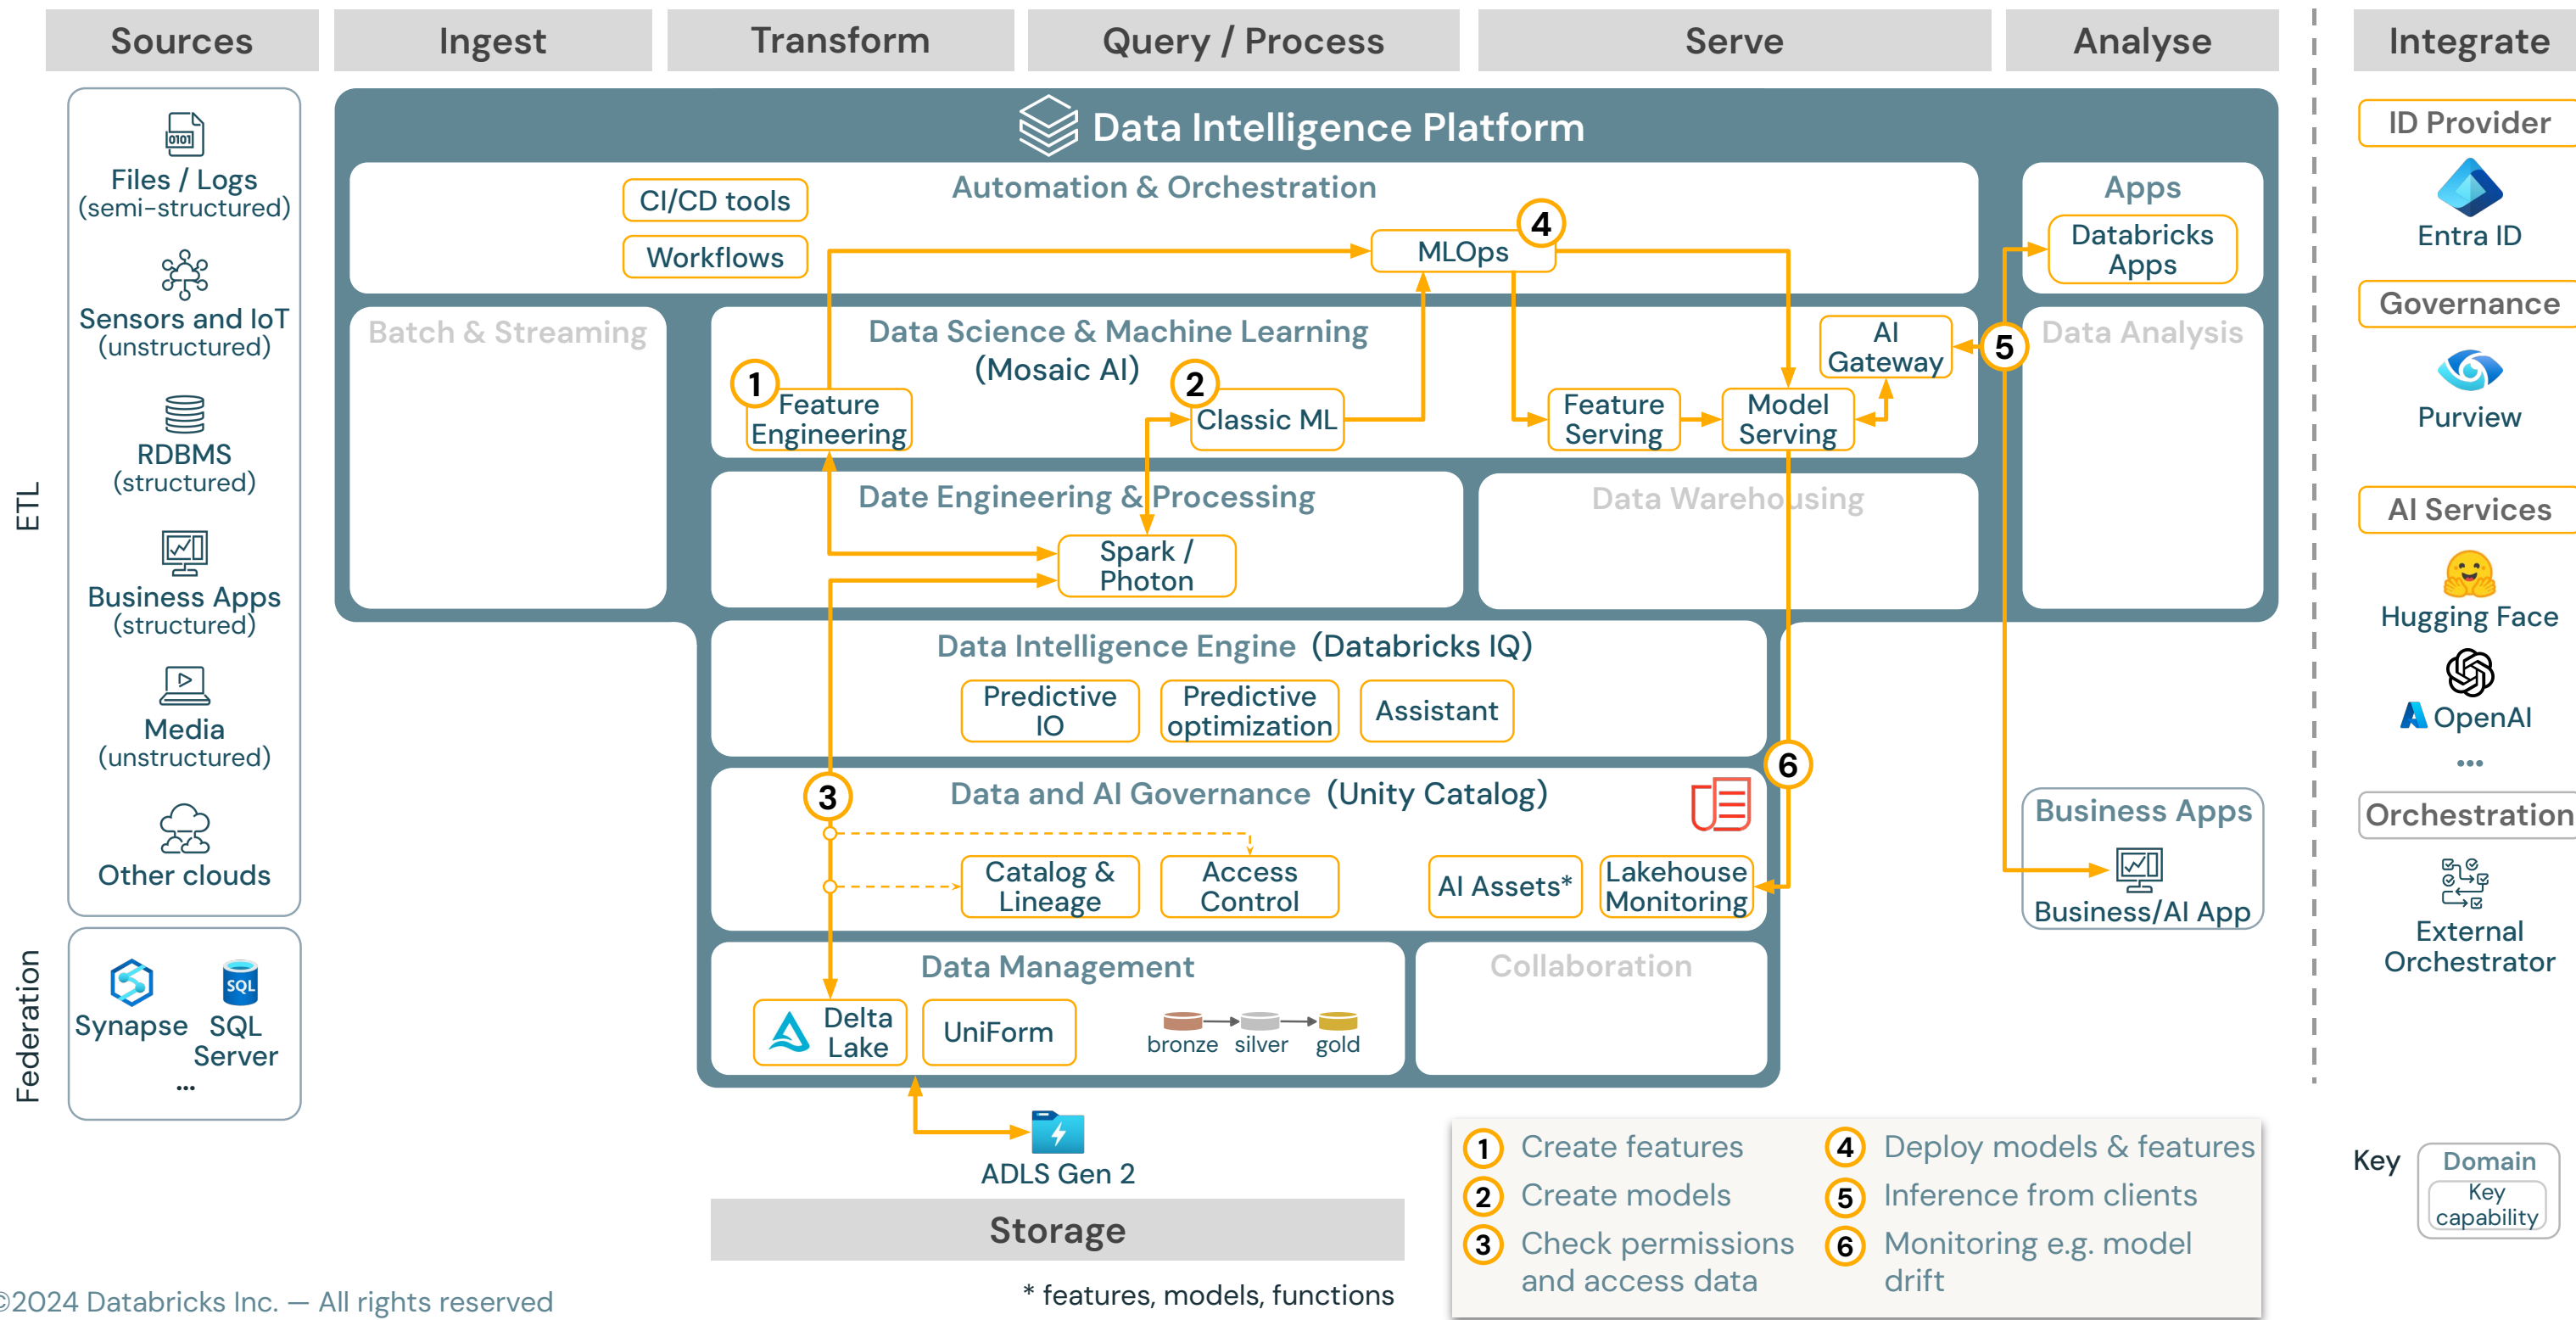 Sources
Ingest
Transform
Query / Process
Serve
Analyse
Integrate
ETL
Files / Logs
(semi-structured)
Sensors and IoT
(unstructured)
RDBMS
(structured)
Business Apps
(structured)
Media
(unstructured)
Other clouds
Federation
Synapse
SQL
SQL
Server
...
Data Intelligence Platform
Automation & Orchestration
CI/CD tools
Workflows
MLOps
4
Apps
Databricks
Apps
Batch & Streaming
Data Science & Machine Learning
(Mosaic AI)
1
Feature
Engineering
2
Classic ML
Feature
Serving
Model
Serving
AI
Gateway
5
Data Analysis
Date Engineering & Processing
Spark /
Photon
Data Warehousing
Data Intelligence Engine (Databricks IQ)
Predictive
IO
Predictive
optimization
Assistant
6
3
Data and AI Governance (Unity Catalog)
Catalog &
Lineage
Access
Control
AI Assets*
Lakehouse
Monitoring
Data Management
Delta
Lake
UniForm
bronze
silver
gold
Collaboration
Business Apps
Business/AI App
ADLS Gen 2
Storage
* features, models, functions
1 Create features
2 Create models
3 Check permissions
and access data
4 Deploy models & features
5 Inference from clients
6 Monitoring e.g. model
drift
ID Provider
Entra ID
Governance
Purview
AI Services
Hugging Face
OpenAI
...
Orchestration
External
Orchestrator
Key
Domain
Key
capability
©2024 Databricks Inc. — All rights reserved
0101